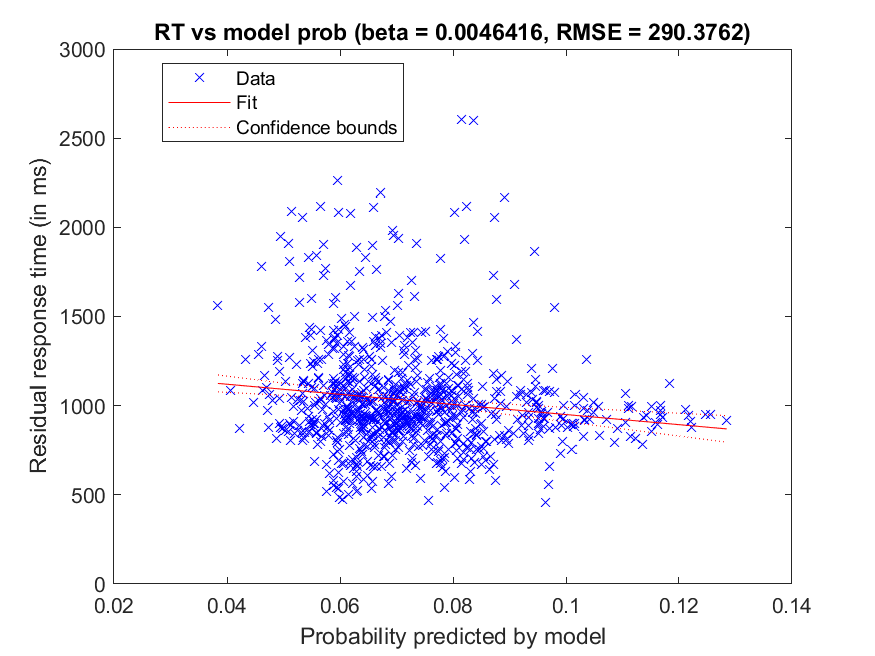 RT vs model prob (beta = 0.0046416, RMSE = 290.3762)
Data
Fit
Confidence bounds
3000
2500
2000
1500
1000
500
0
Residual response time (in ms)
0.02 0.04 0.06 0.08 0.1 0.12 0.14
Probability predicted by model